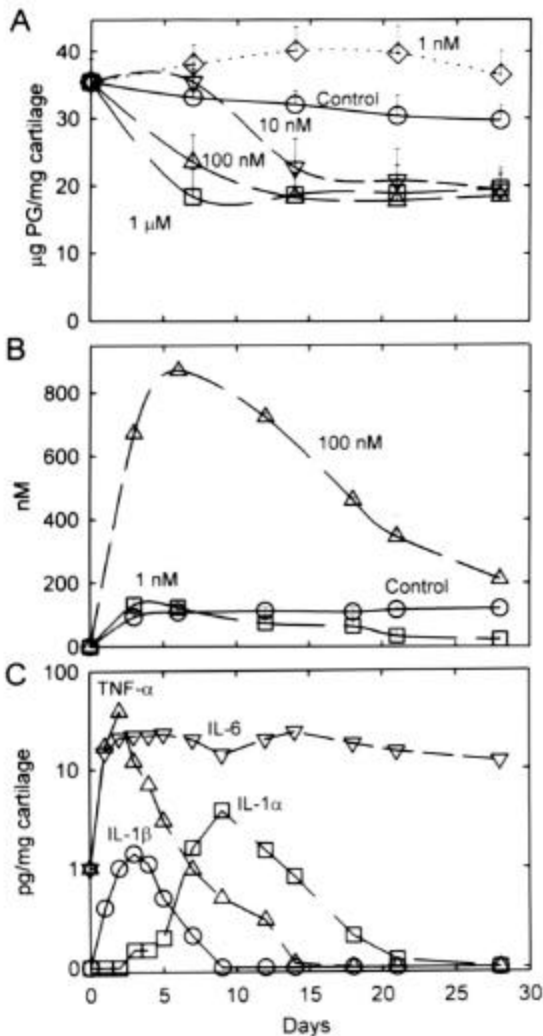 A
40
30
20
10
0
µg PG/mg cartilage
1 nM
Control
10 nM
100 nM
1 µM
B
800
600
400
200
0
nM
100 nM
1 nM
Control
C
100
10
1
0
pg/mg cartilage
TNF-α
IL-6
IL-1α
IL-1β
0 5 10 15 20 25 30
Days